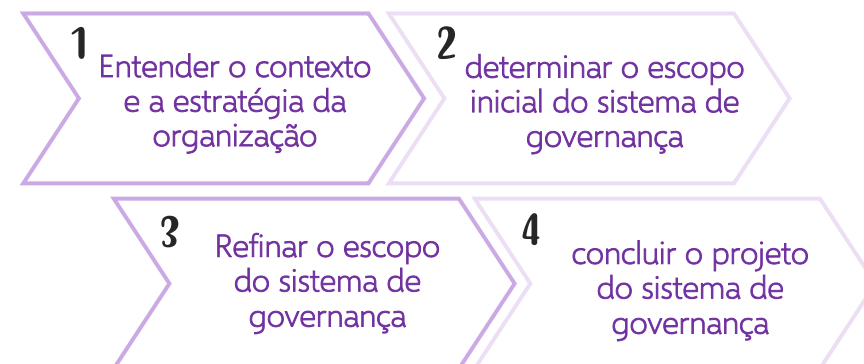 1
Entender o contexto
e a estratégia da
organização
2
determinar o escopo
inicial do sistema de
governança
3
Refinar o escopo
do sistema de
governança
4
concluir o projeto
do sistema de
governança